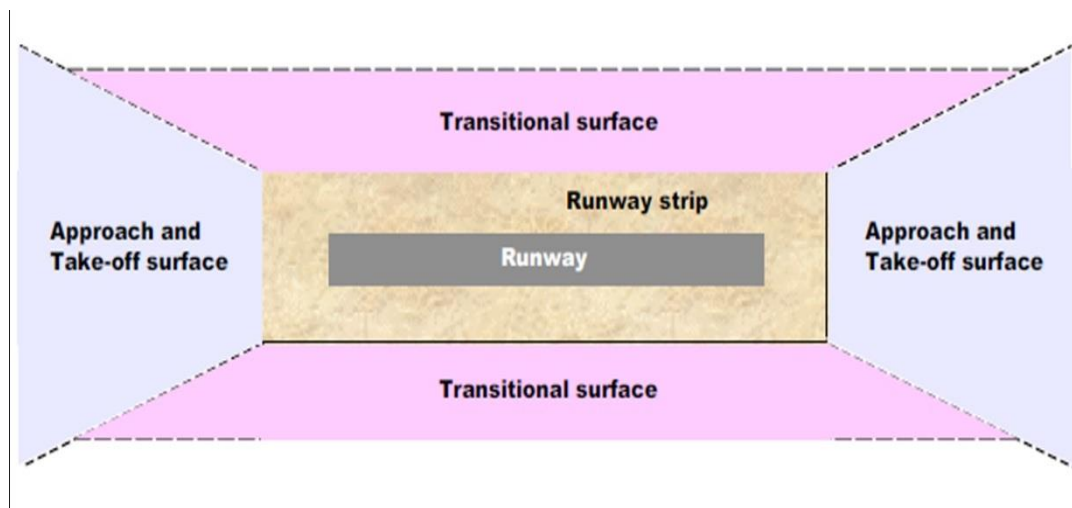 Transitional surface
Runway strip
Approach and
Take-off surface
Runway
Approach and
Take-off surface
Transitional surface